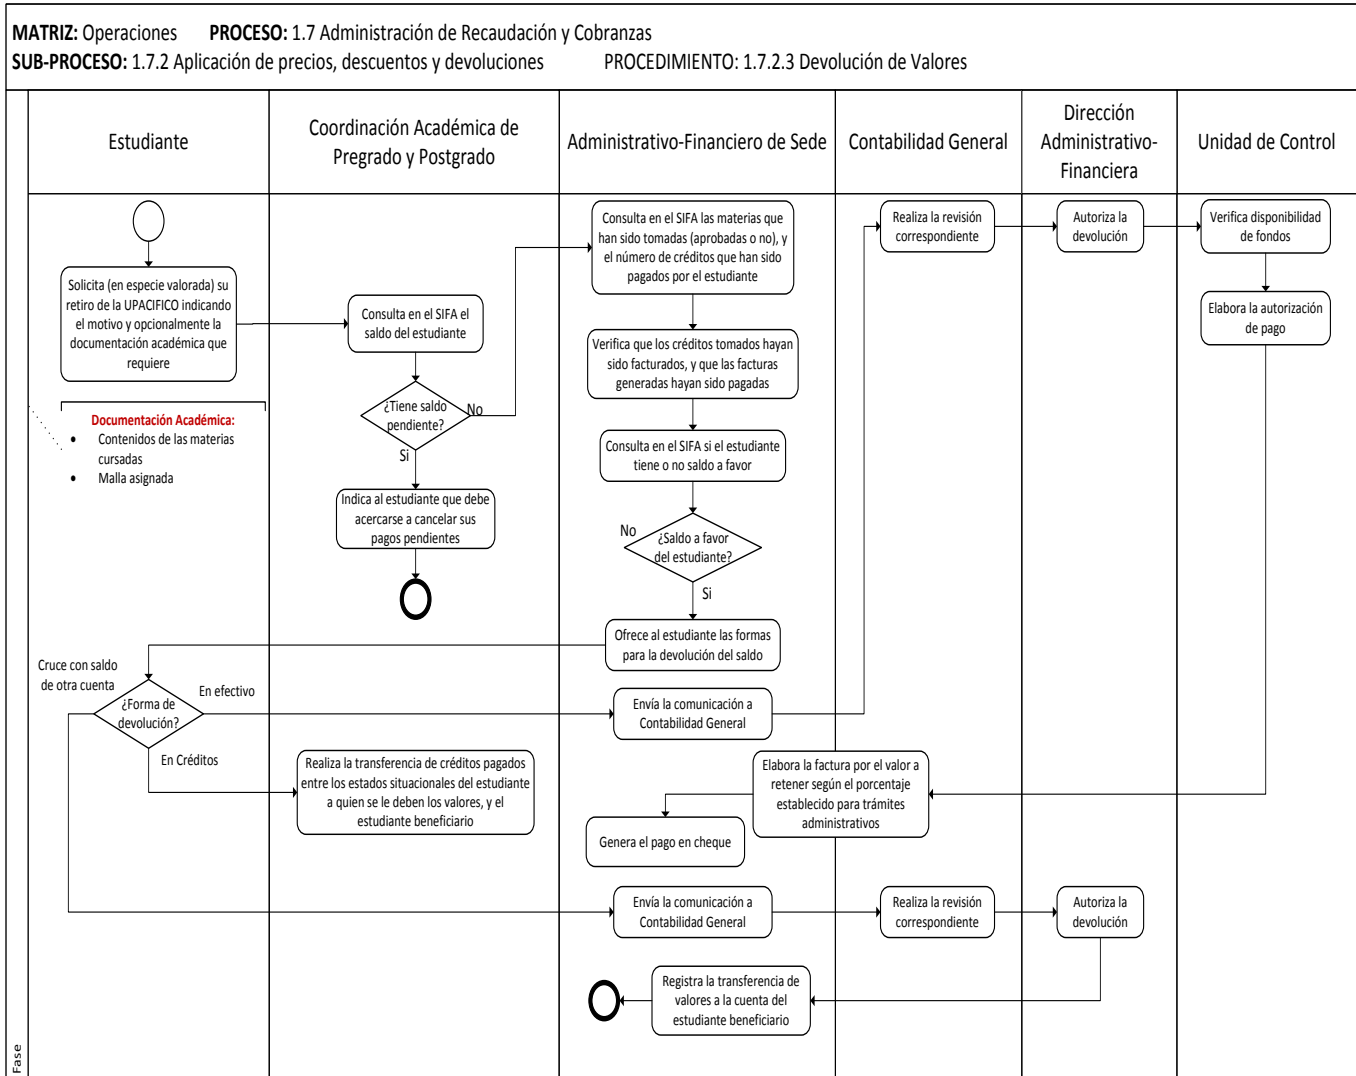 MATRIZ: Operaciones PROCESO: 1.7 Administración de Recaudación y Cobranzas
SUB-PROCESO: 1.7.2 Aplicación de precios, descuentos y devoluciones PROCEDIMIENTO: 1.7.2.3 Devolución de Valores
Estudiante
Coordinación Académica de
Pregrado y Postgrado
Administrativo-Financiero de Sede
Contabilidad General
Dirección
Administrativo-
Financiera
Unidad de Control
Solicita (en especie valorada) su
retiro de la UPACIFICO indicando
el motivo y opcionalmente la
documentación académica que
requiere
Documentación Académica:
• Contenidos de las materias
cursadas
• Malla asignada
Consulta en el SIFA el
saldo del estudiante
¿Tiene saldo
pendiente?
No
Si
Indica al estudiante que debe
acercarse a cancelar sus
pagos pendientes
Consulta en el SIFA las materias que
han sido tomadas (aprobadas o no), y
el número de créditos que han sido
pagados por el estudiante
Verifica que los créditos tomados hayan
sido facturados, y que las facturas
generadas hayan sido pagadas
Consulta en el SIFA si el estudiante
tiene o no saldo a favor
No
¿Saldo a favor
del estudiante?
Si
Ofrece al estudiante las formas
para la devolución del saldo
Cruce con saldo
de otra cuenta
¿Forma de
devolución?
En efectivo
En Créditos
Envía la comunicación a
Contabilidad General
Realiza la revisión
correspondiente
Autoriza la
devolución
Verifica disponibilidad
de fondos
Elabora la autorización
de pago
Realiza la transferencia de créditos pagados
entre los estados situacionales del estudiante
a quien se le deben los valores, y el
estudiante beneficiario
Elabora la factura por el valor a
retener según el porcentaje
establecido para trámites
administrativos
Genera el pago en cheque
Envía la comunicación a
Contabilidad General
Realiza la revisión
correspondiente
Autoriza la
devolución
Registra la transferencia de
valores a la cuenta del
estudiante beneficiario
Fase